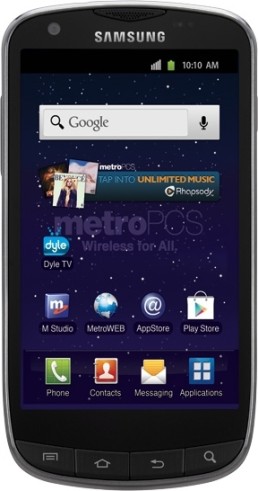 SAMSUNG
10:10 AM
Google
metroPCS
TAP INTO UNLIMITED MUSIC
Rhapsody
metroPCS
Wireless for All.
dyle
Dyle TV
m
M Studio
MetroWEB
@
AppStore
Play Store
Phone
Contacts
Messaging
Applications